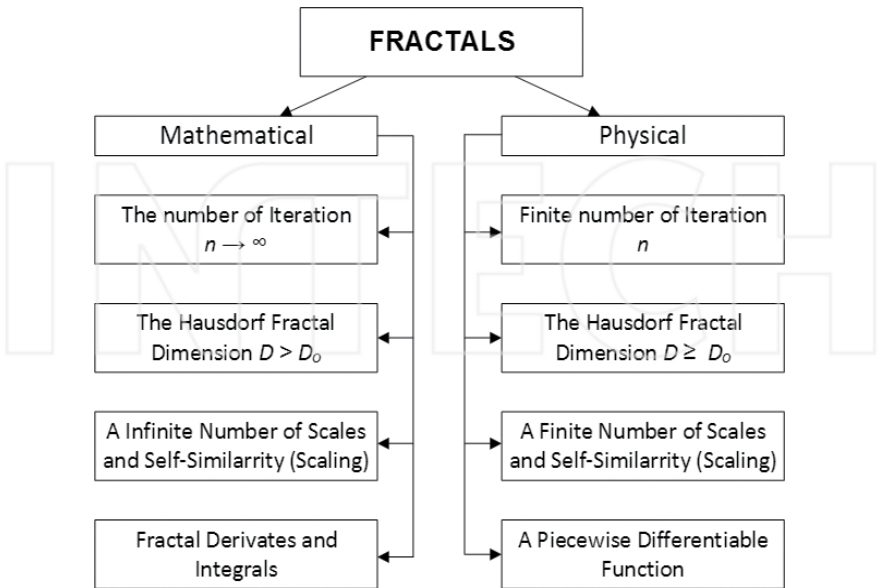 FRACTALS
Mathematical
The number of Iteration
n → ∞
The Hausdorf Fractal
Dimension D > Do
A Infinite Number of Scales
and Self-Similarrity (Scaling)
Fractal Derivates and
Integrals
Physical
Finite number of Iteration
n
The Hausdorf Fractal
Dimension D ≥ Do
A Finite Number of Scales
and Self-Similarrity (Scaling)
A Piecewise Differentiable
Function
INTECH